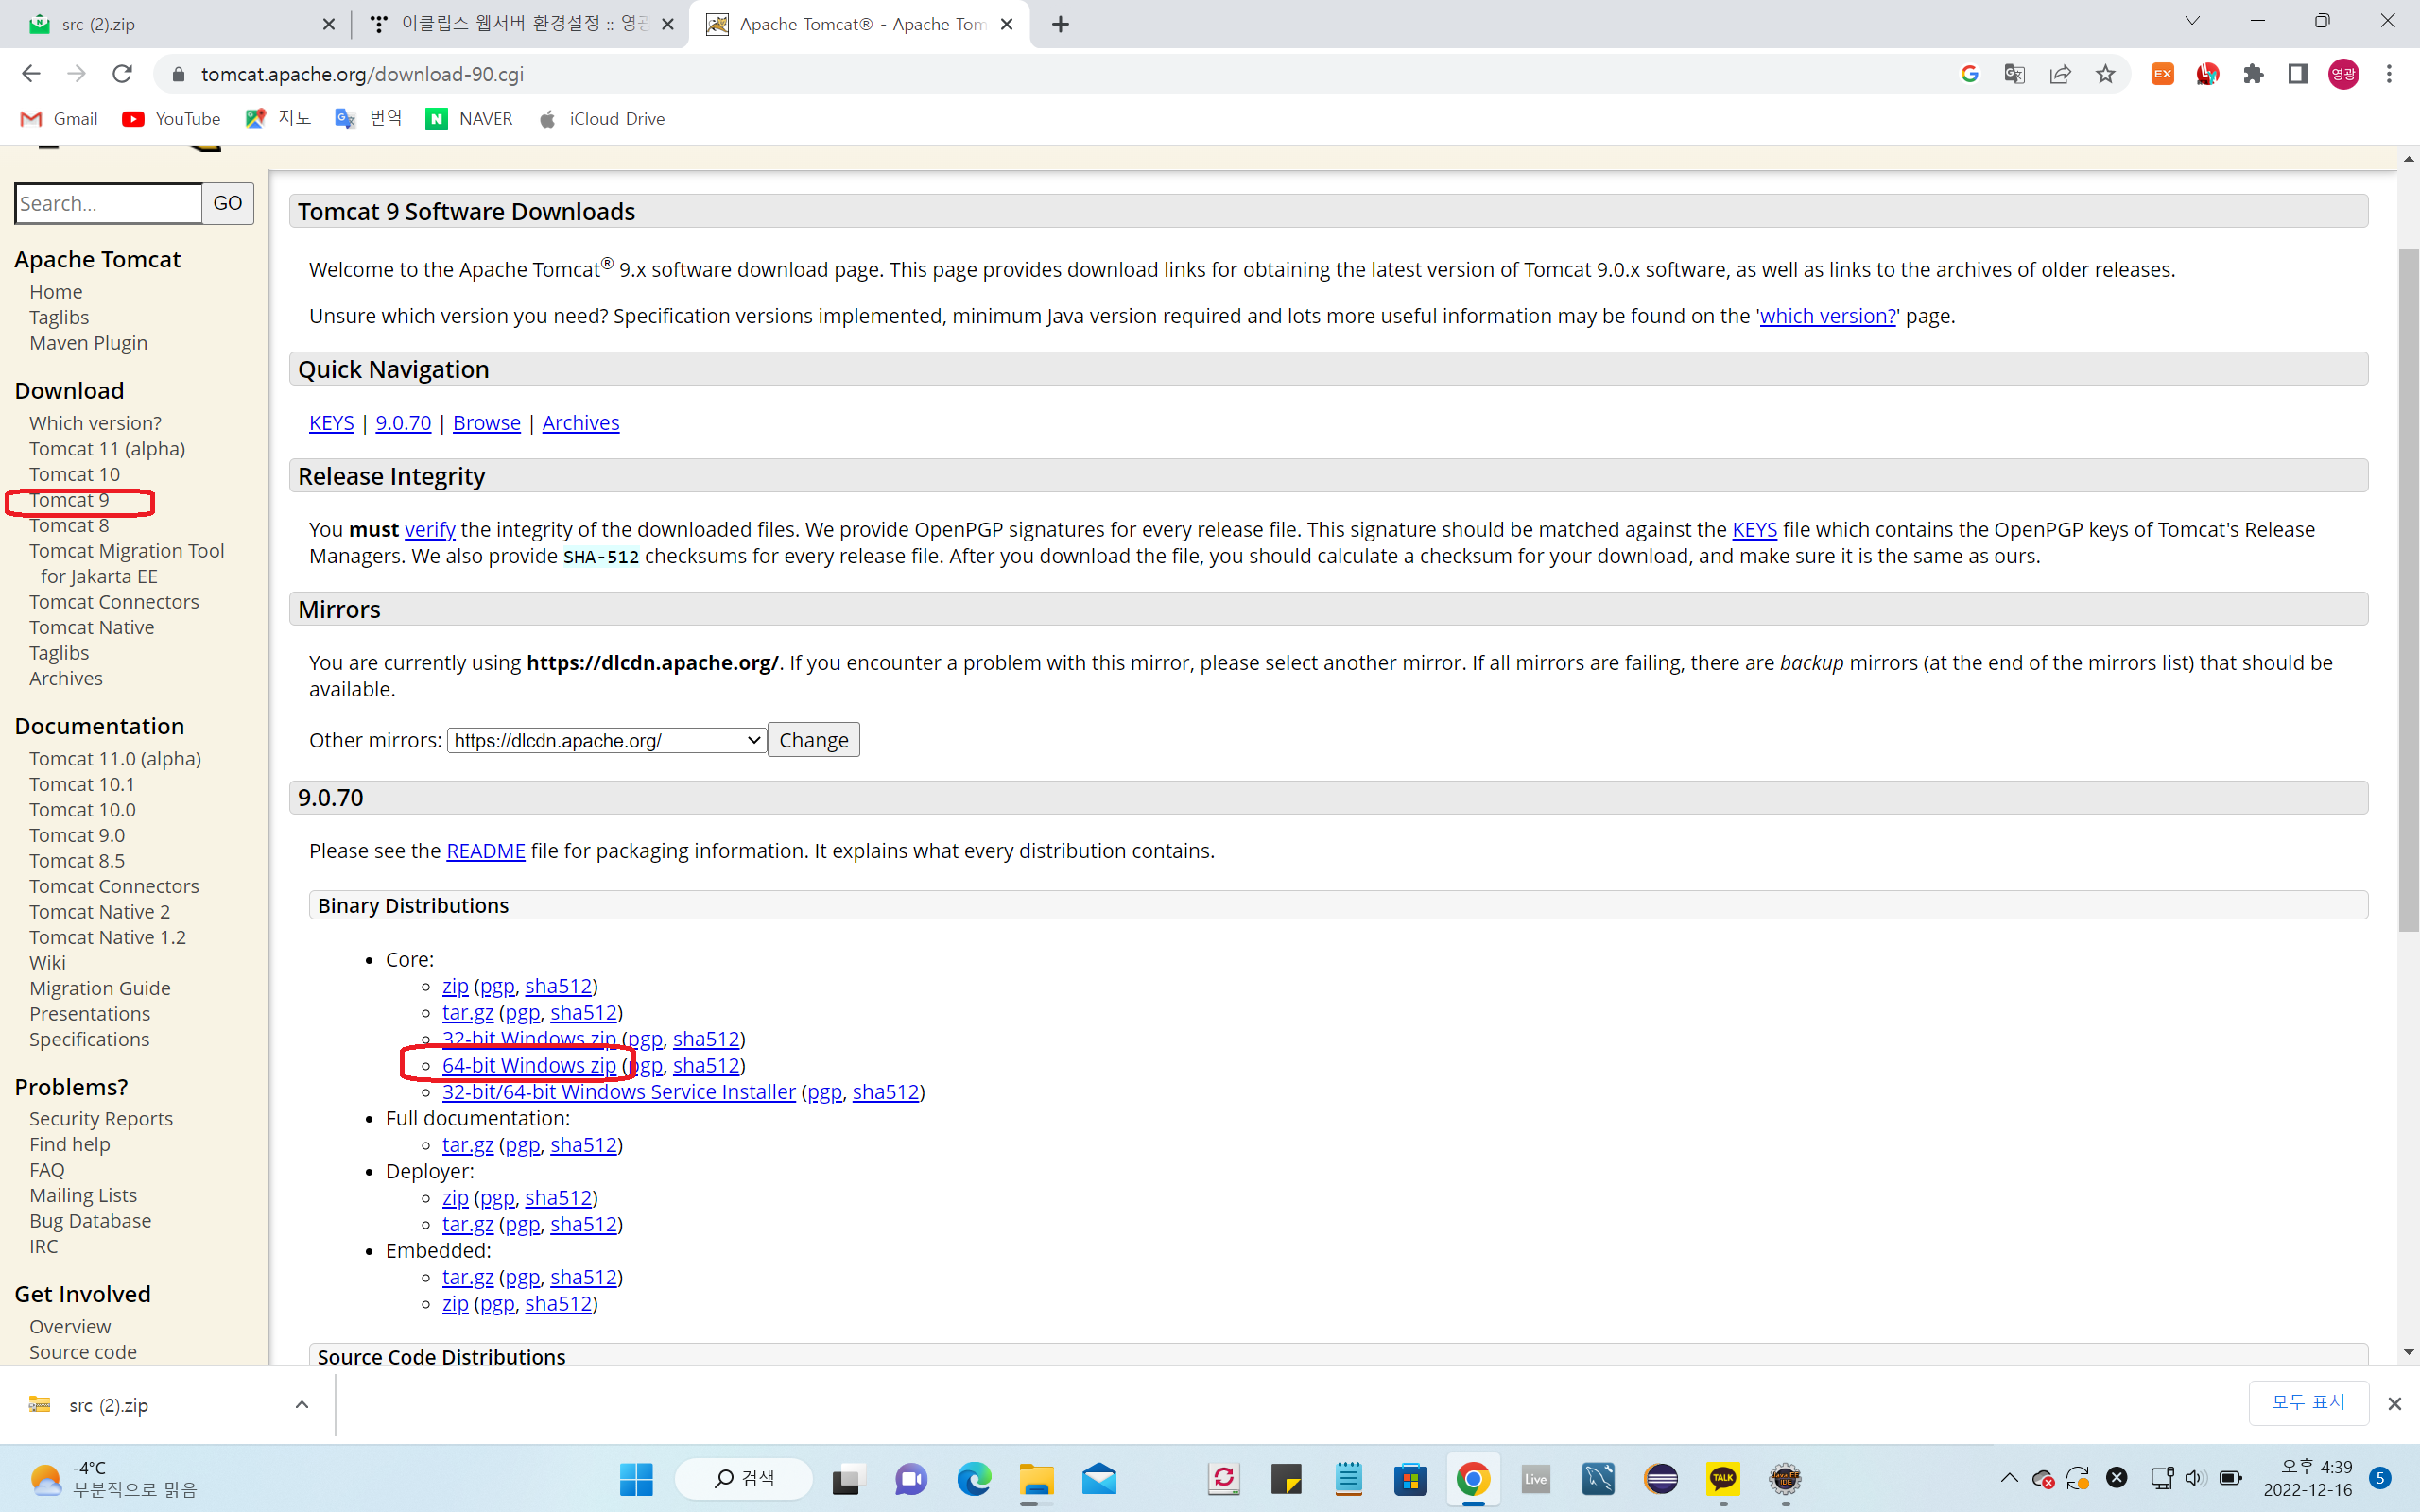 src (2).zip
이클립스 웹서버 환경설정 :: 영광
Apache Tomcat® - Apache Tom
tomcat.apache.org/download-90.cgi
EX
영광
Gmail
YouTube
지도
번역
NAVER
iCloud Drive
Search...
GO
Apache Tomcat
Home
Taglibs
Maven Plugin
Download
Which version?
Tomcat 11 (alpha)
Tomcat 10
Tomcat 9
Tomcat 8
Tomcat Migration Tool
for Jakarta EE
Tomcat Connectors
Tomcat Native
Taglibs
Archives
Documentation
Tomcat 11.0 (alpha)
Tomcat 10.1
Tomcat 10.0
Tomcat 9.0
Tomcat 8.5
Tomcat Connectors
Tomcat Native 2
Tomcat Native 1.2
Wiki
Migration Guide
Presentations
Specifications
Problems?
Security Reports
Find help
FAQ
Mailing Lists
Bug Database
IRC
Get Involved
Overview
Source code
Tomcat 9 Software Downloads
Welcome to the Apache Tomcat® 9.x software download page. This page provides download links for obtaining the latest version of Tomcat 9.0.x software, as well as links to the archives of older releases.
Unsure which version you need? Specification versions implemented, minimum Java version required and lots more useful information may be found on the 'which version?' page.
Quick Navigation
KEYS | 9.0.70 | Browse | Archives
Release Integrity
You must verify the integrity of the downloaded files. We provide OpenPGP signatures for every release file. This signature should be matched against the KEYS file which contains the OpenPGP keys of Tomcat's Release
Managers. We also provide SHA-512 checksums for every release file. After you download the file, you should calculate a checksum for your download, and make sure it is the same as ours.
Mirrors
You are currently using https://dlcdn.apache.org/. If you encounter a problem with this mirror, please select another mirror. If all mirrors are failing, there are backup mirrors (at the end of the mirrors list) that should be
available.
Other mirrors: https://dlcdn.apache.org/ Change
9.0.70
Please see the README file for packaging information. It explains what every distribution contains.
Binary Distributions
Core:
zip (pgp, sha512)
tar.gz (pgp, sha512)
32-bit Windows zip (pgp, sha512)
64-bit Windows zip (pgp, sha512)
32-bit/64-bit Windows Service Installer (pgp, sha512)
Full documentation:
tar.gz (pgp, sha512)
Deployer:
zip (pgp, sha512)
tar.gz (pgp, sha512)
Embedded:
tar.gz (pgp, sha512)
zip (pgp, sha512)
Source Code Distributions
src (2).zip
모두 표시
-4°C
부분적으로 맑음
검색
Live
TALK
오후 4:39
2022-12-16
5